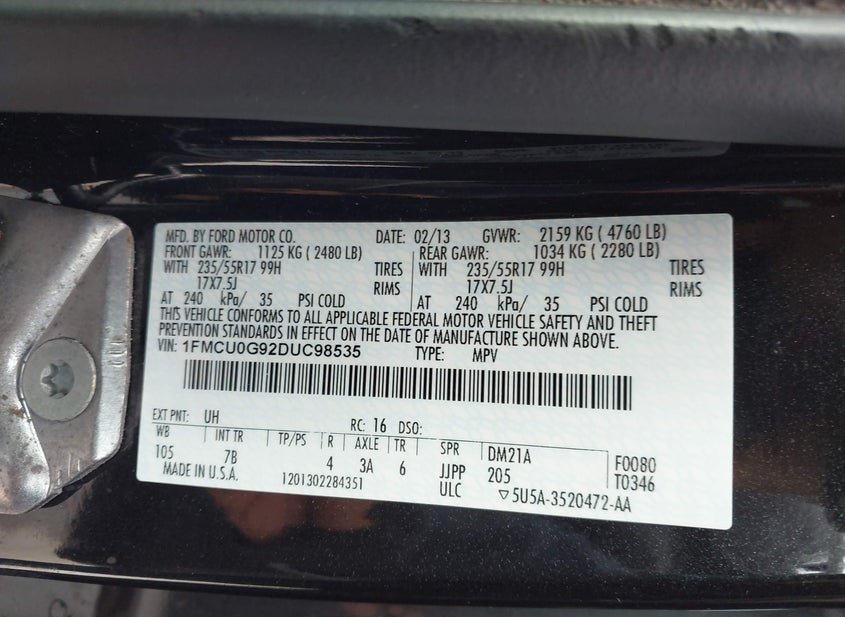 MFD. BY FORD MOTOR CO. DATE: 02/13 GVWR: 2159 KG ( 4760 LB)
FRONT GAWR: 1125 KG ( 2480 LB) REAR GAWR: 1034 KG ( 2280 LB)
WITH 235/55R17 99H TIRES WITH 235/55R17 99H TIRES
17X7.5J RIMS 17X7.5J RIMS
AT 240 kPa/ 35 PSI COLD AT 240 kPa/ 35 PSI COLD
THIS VEHICLE CONFORMS TO ALL APPLICABLE FEDERAL MOTOR VEHICLE SAFETY AND THEFT
PREVENTION STANDARDS IN EFFECT ON THE DATE OF MANUFACTURE SHOWN ABOVE.
VIN: 1FMCU0G92DUC98535 TYPE: MPV
EXT PNT: UH RC: 16 DSO:
WB INT TR TP/PS R AXLE TR SPR DM21A F0080
105 7B 4 3A 6 JJPP 205 T0346
MADE IN U.S.A. 1201302284351 ULC ▽5U5A-3520472-AA